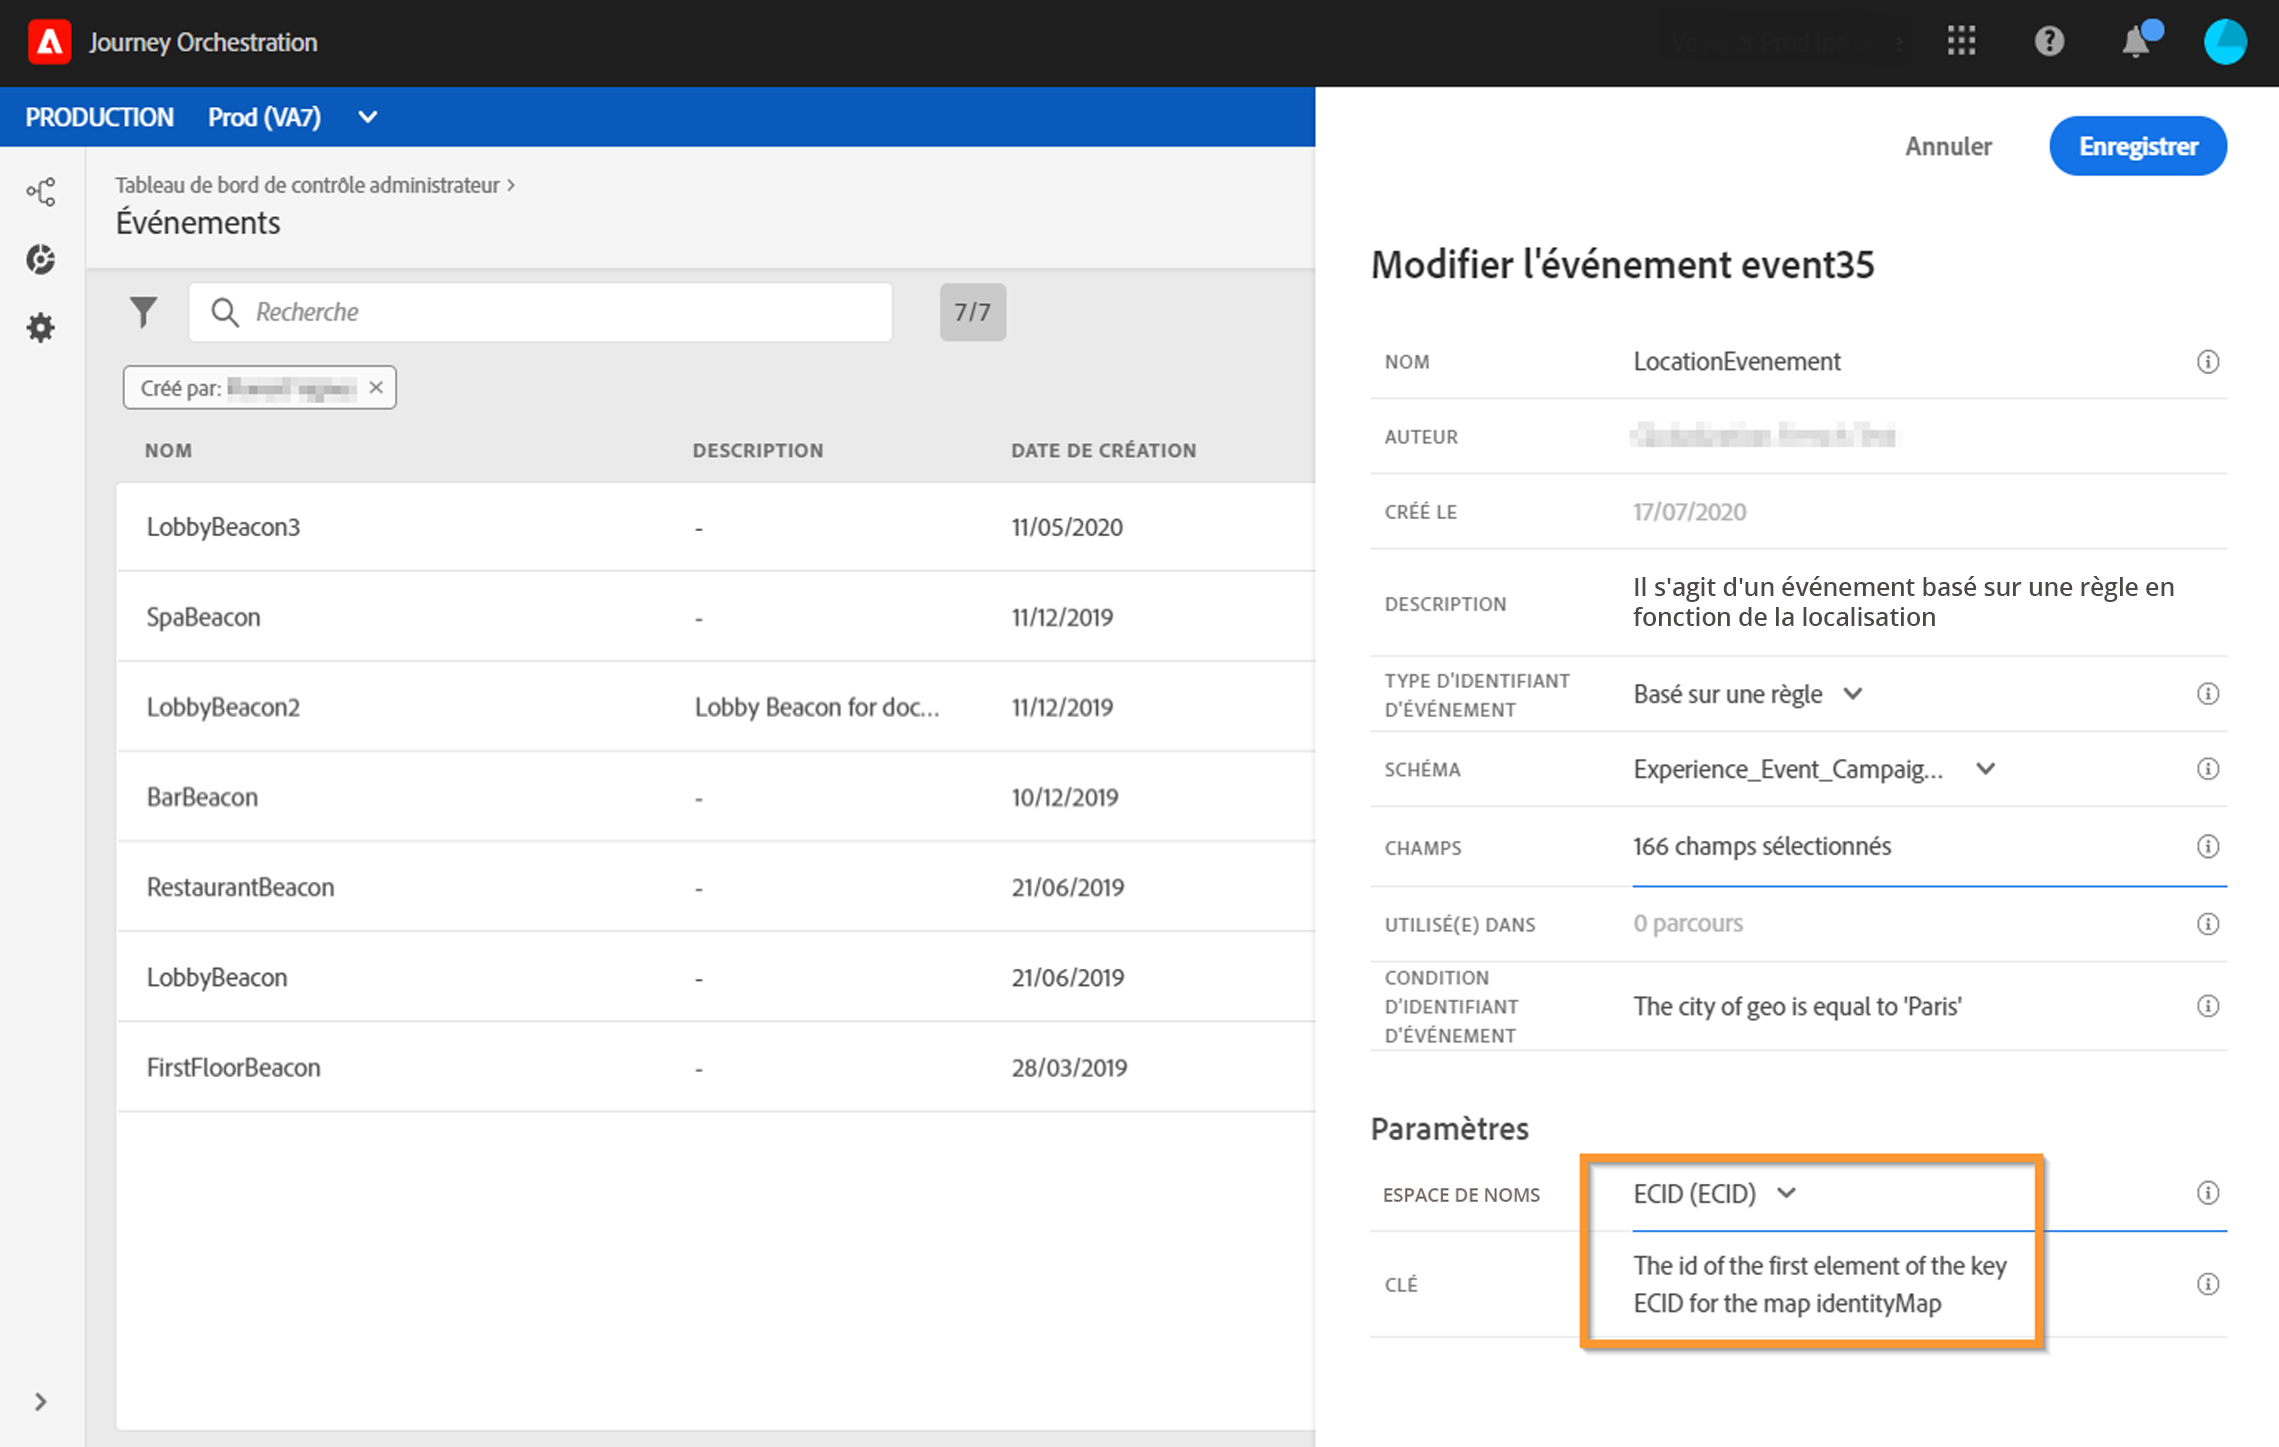 Journey Orchestration
PRODUCTION Prod (VA7)
Annuler Enregistrer
Tableau de bord de contrôle administrateur >
Événements
Recherche
7/7
Créé par:
NOM DESCRIPTION DATE DE CRÉATION
LobbyBeacon3 - 11/05/2020
SpaBeacon - 11/12/2019
LobbyBeacon2 Lobby Beacon for doc... 11/12/2019
BarBeacon - 10/12/2019
RestaurantBeacon - 21/06/2019
LobbyBeacon - 21/06/2019
FirstFloorBeacon - 28/03/2019
Modifier l'événement event35
NOM LocationEvenement
AUTEUR
CRÉÉ LE 17/07/2020
DESCRIPTION
Il s'agit d'un événement basé sur une règle en
fonction de la localisation
TYPE D'IDENTIFIANT
D'ÉVÉNEMENT
Basé sur une règle
SCHÉMA Experience_Event_Campaig...
CHAMPS 166 champs sélectionnés
UTILISÉ(E) DANS 0 parcours
CONDITION
D'IDENTIFIANT
D'ÉVÉNEMENT
The city of geo is equal to 'Paris'
Paramètres
ESPACE DE NOMS ECID (ECID)
CLÉ
The id of the first element of the key
ECID for the map identityMap